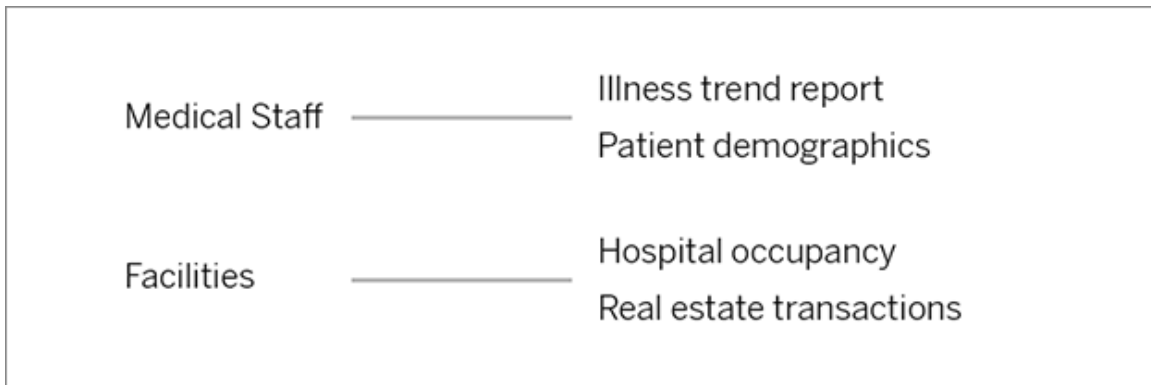 Medical Staff
Illness trend report
Patient demographics
Facilities
Hospital occupancy
Real estate transactions